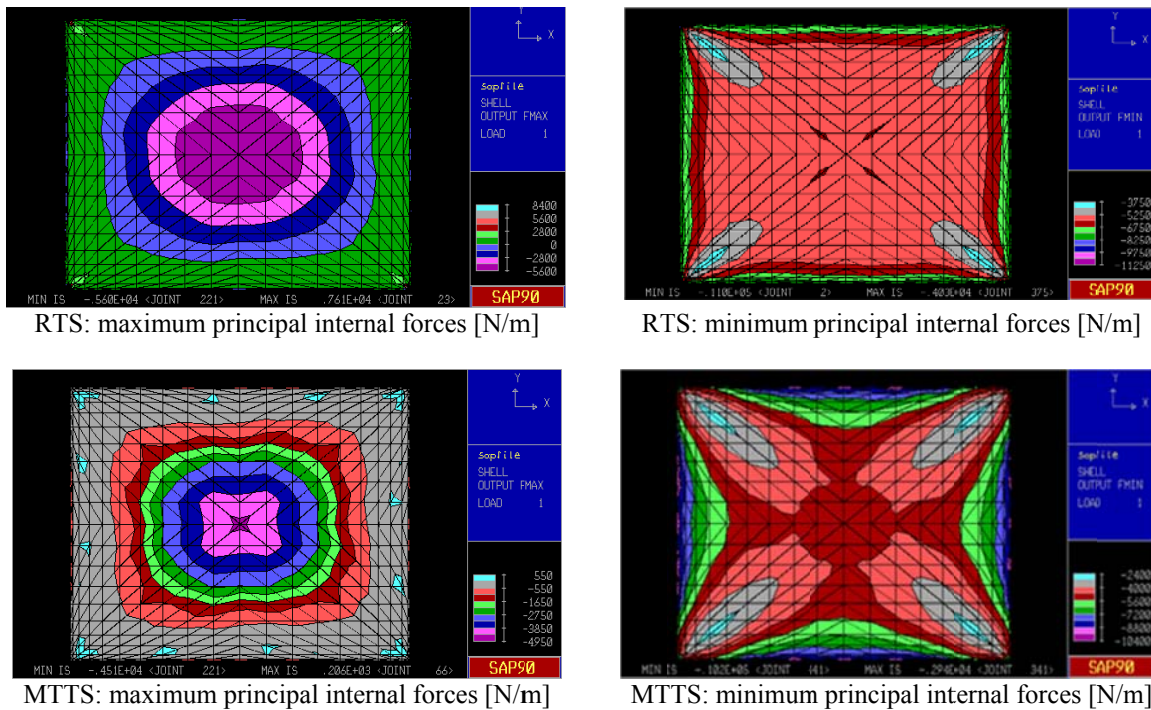 Y
X
sapfile
SHELL
OUTPUT FMAX
LOAD 1
8400
5600
2800
0
-2800
-5600
MIN IS -.560E+04 <JOINT 221> MAX IS .761E+04 <JOINT 23>
SAP90
RTS: maximum principal internal forces [N/m]
Y
X
sapfile
SHELL
OUTPUT FMIN
LOAD 1
-3750
-5250
-6750
-8250
-9750
-11250
MIN IS -.110E+05 <JOINT 2> MAX IS -.403E+04 <JOINT 375>
SAP90
RTS: minimum principal internal forces [N/m]
Y
X
sapfile
SHELL
OUTPUT FMAX
LOAD 1
550
-550
-1650
-2750
-3850
-4950
MIN IS -.451E+04 <JOINT 221> MAX IS .206E+03 <JOINT 66>
SAP90
MTTS: maximum principal internal forces [N/m]
Y
X
sapfile
SHELL
OUTPUT FMIN
LOAD 1
-2400
-4000
-5600
-8800
-10400
MIN IS -.102E+05 <JOINT (41> MAX IS -.294E+04 <JOINT 341>
SAP90
MTTS: minimum principal internal forces [N/m]